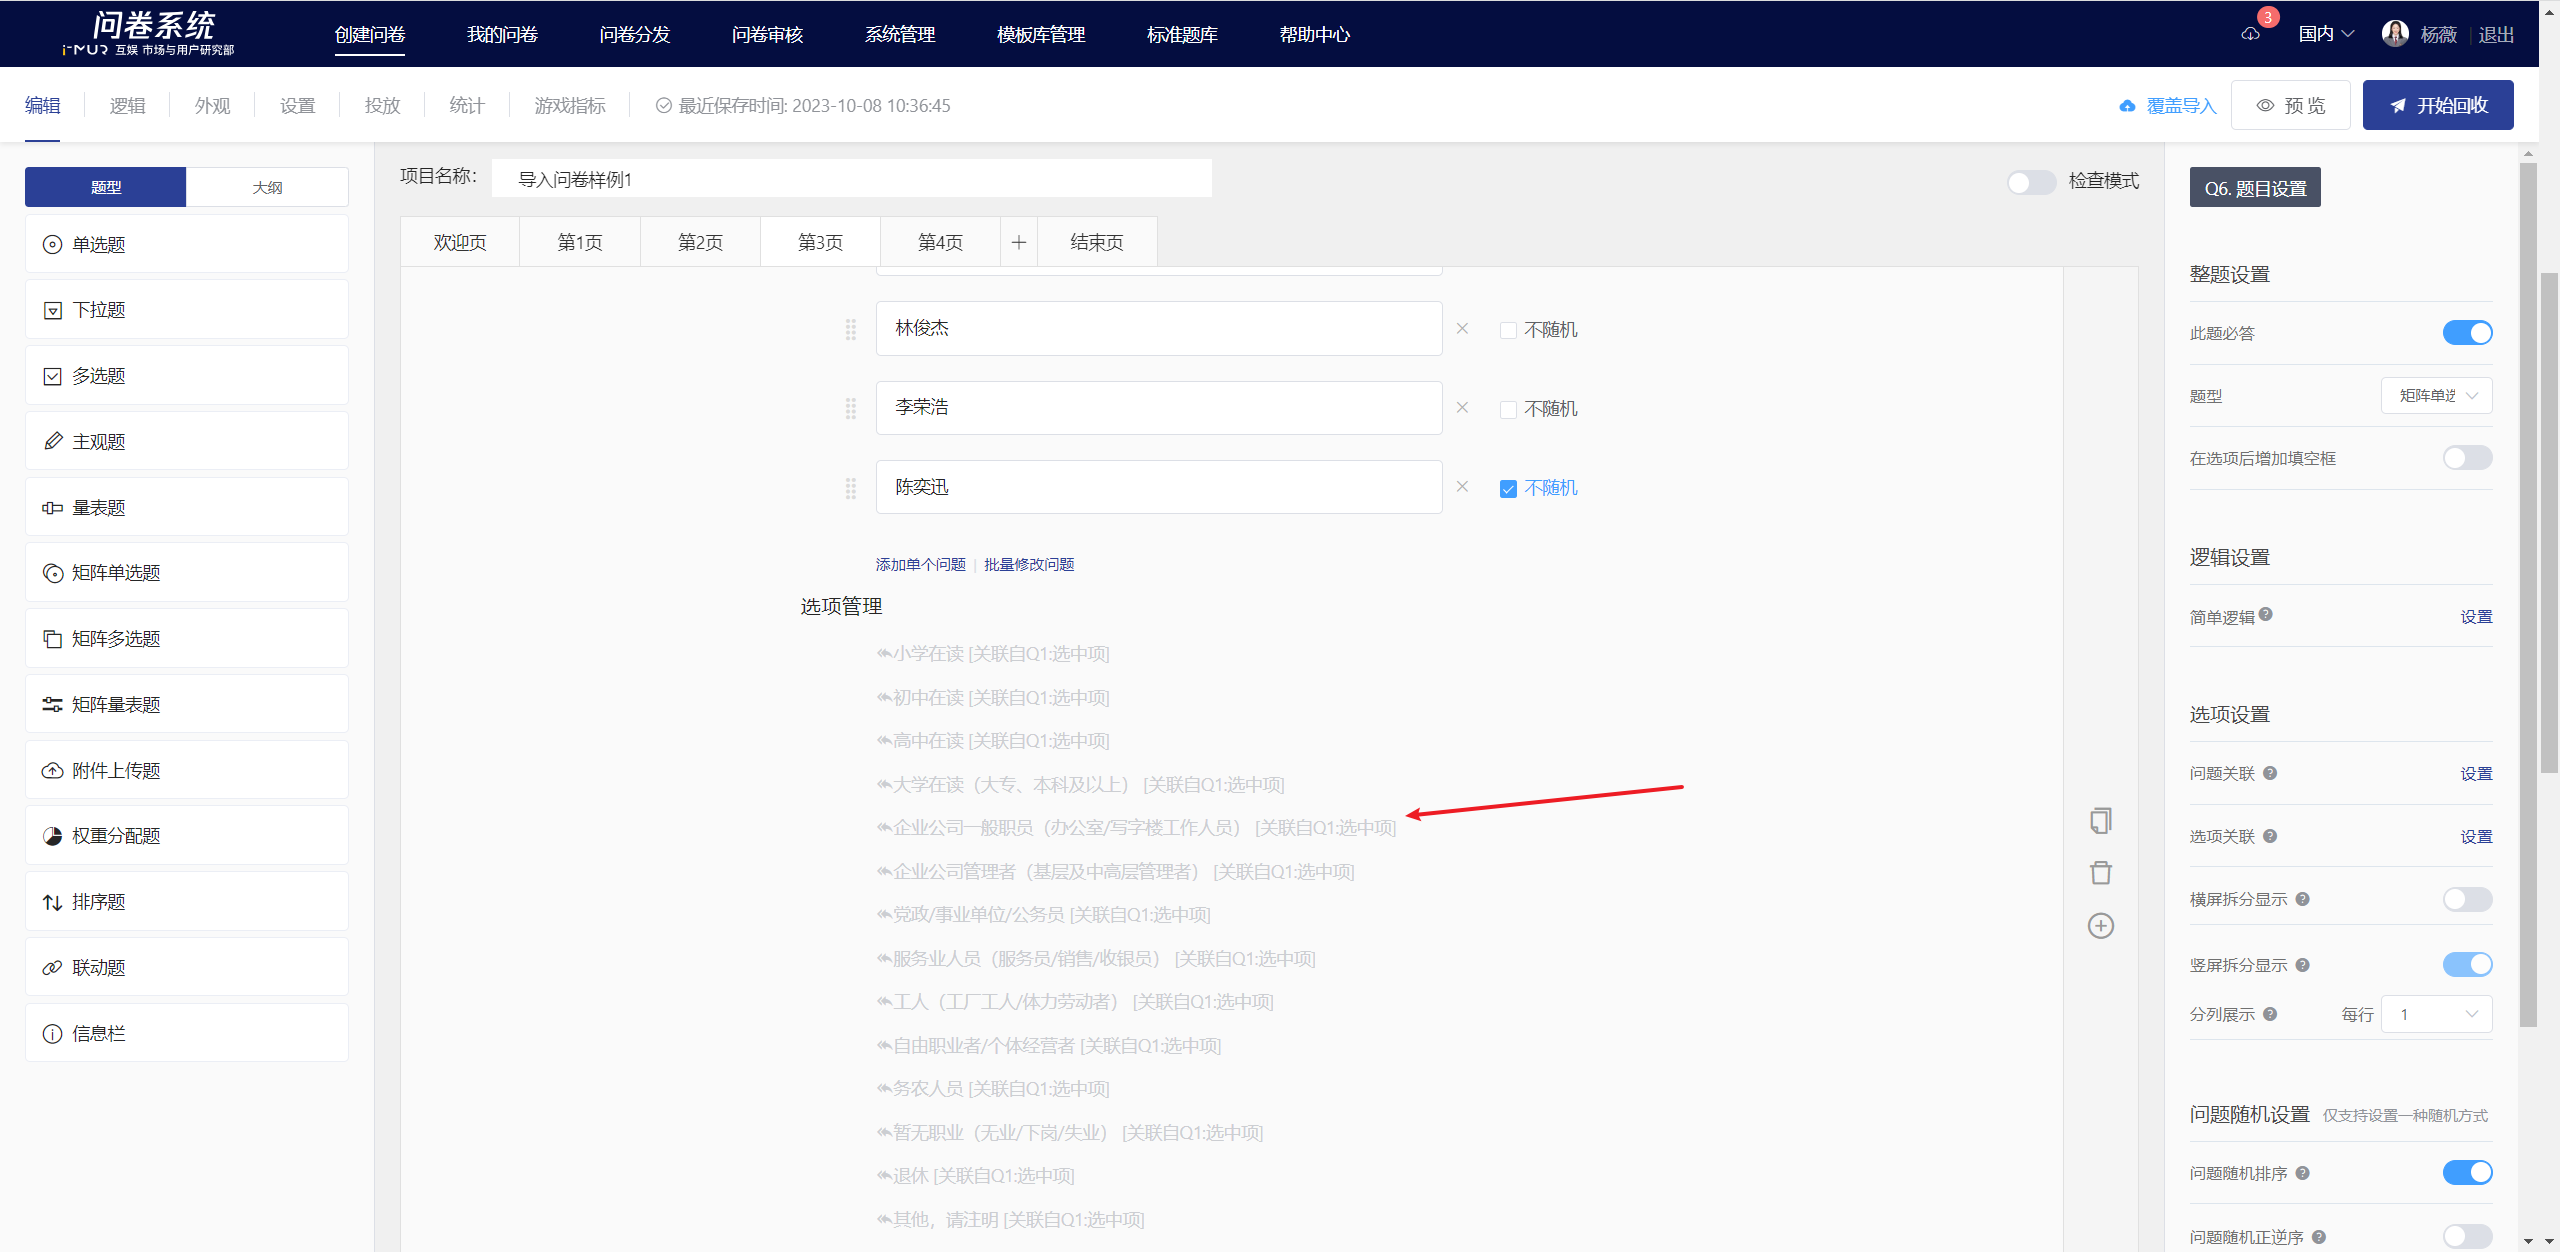 问卷系统
i-MUR 互娱 市场与用户研究部
创建问卷
我的问卷
问卷分发
问卷审核
系统管理
模板库管理
标准题库
帮助中心
3
国内
杨薇
退出
编辑
逻辑
外观
设置
投放
统计
游戏指标
最近保存时间: 2023-10-08 10:36:45
覆盖导入
预 览
开始回收
题型
大纲
单选题
下拉题
多选题
主观题
量表题
矩阵单选题
矩阵多选题
矩阵量表题
附件上传题
权重分配题
排序题
联动题
信息栏
项目名称:
导入问卷样例1
检查模式
欢迎页
第1页
第2页
第3页
第4页
结束页
林俊杰
不随机
李荣浩
不随机
陈奕迅
不随机
添加单个问题 | 批量修改问题
选项管理
小学在读 [关联自Q1:选中项]
初中在读 [关联自Q1:选中项]
高中在读 [关联自Q1:选中项]
大学在读（大专、本科及以上） [关联自Q1:选中项]
企业公司一般职员（办公室/写字楼工作人员） [关联自Q1:选中项]
企业公司管理者（基层及中高层管理者） [关联自Q1:选中项]
党政/事业单位/公务员 [关联自Q1:选中项]
服务业人员（服务员/销售/收银员） [关联自Q1:选中项]
工人（工厂工人/体力劳动者） [关联自Q1:选中项]
自由职业者/个体经营者 [关联自Q1:选中项]
务农人员 [关联自Q1:选中项]
暂无职业（无业/下岗/失业） [关联自Q1:选中项]
退休 [关联自Q1:选中项]
其他，请注明 [关联自Q1:选中项]
Q6. 题目设置
整题设置
此题必答
题型
矩阵单选
在选项后增加填空框
逻辑设置
简单逻辑
设置
选项设置
问题关联
设置
选项关联
设置
横屏拆分显示
竖屏拆分显示
分列展示
每行
1
问题随机设置 仅支持设置一种随机方式
问题随机排序
问题随机正逆序